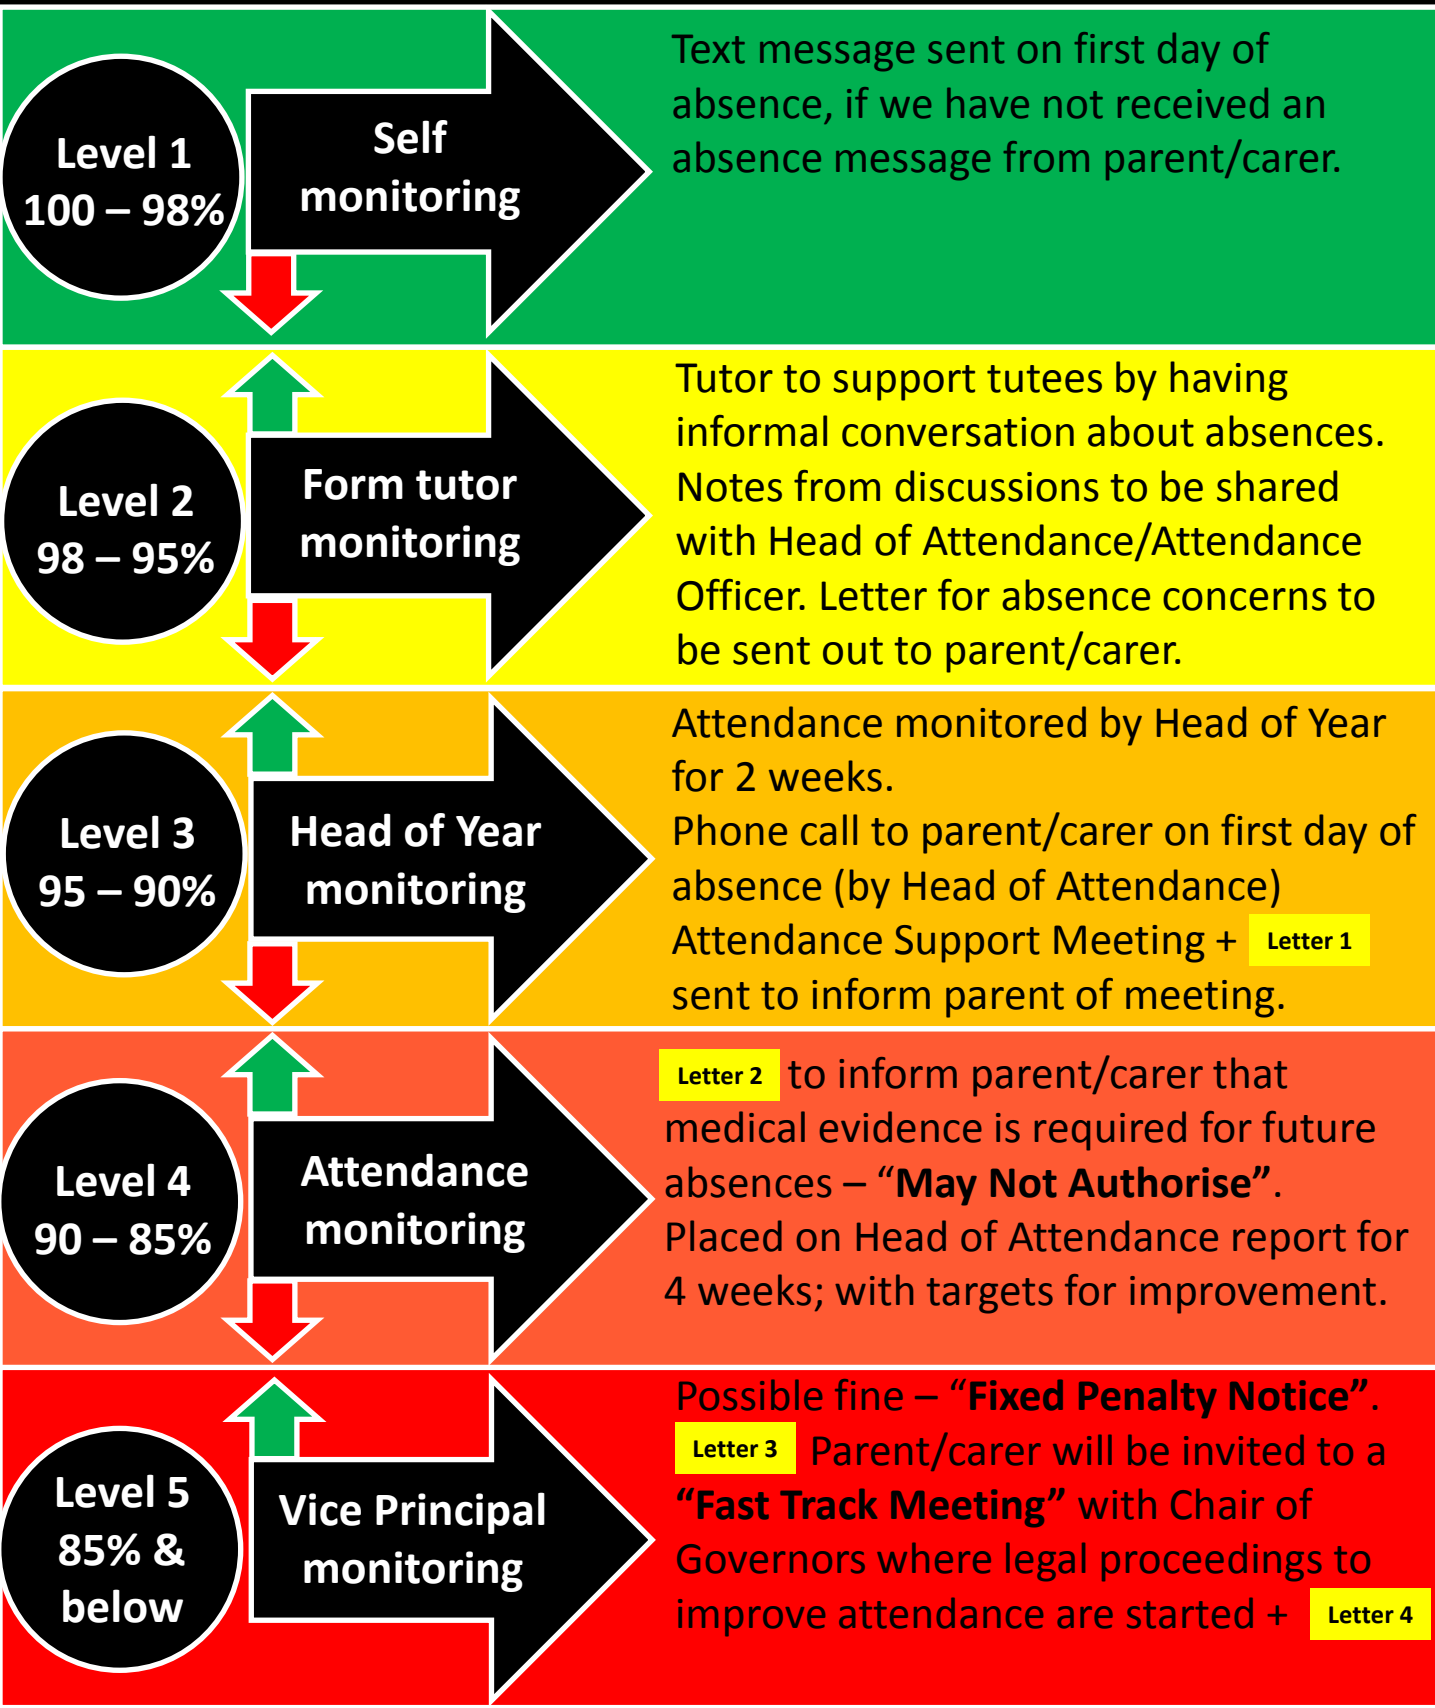 Level 1
100 – 98%
Self
monitoring
Text message sent on first day of
absence, if we have not received an
absence message from parent/carer.
Level 2
98 – 95%
Form tutor
monitoring
Tutor to support tutees by having
informal conversation about absences.
Notes from discussions to be shared
with Head of Attendance/Attendance
Officer. Letter for absence concerns to
be sent out to parent/carer.
Level 3
95 – 90%
Head of Year
monitoring
Attendance monitored by Head of Year
for 2 weeks.
Phone call to parent/carer on first day of
absence (by Head of Attendance)
Attendance Support Meeting + Letter 1
sent to inform parent of meeting.
Level 4
90 – 85%
Attendance
monitoring
Letter 2 to inform parent/carer that
medical evidence is required for future
absences – “May Not Authorise”.
Placed on Head of Attendance report for
4 weeks; with targets for improvement.
Level 5
85% &
below
Vice Principal
monitoring
Possible fine – “Fixed Penalty Notice”.
Letter 3 Parent/carer will be invited to a
“Fast Track Meeting” with Chair of
Governors where legal proceedings to
improve attendance are started + Letter 4